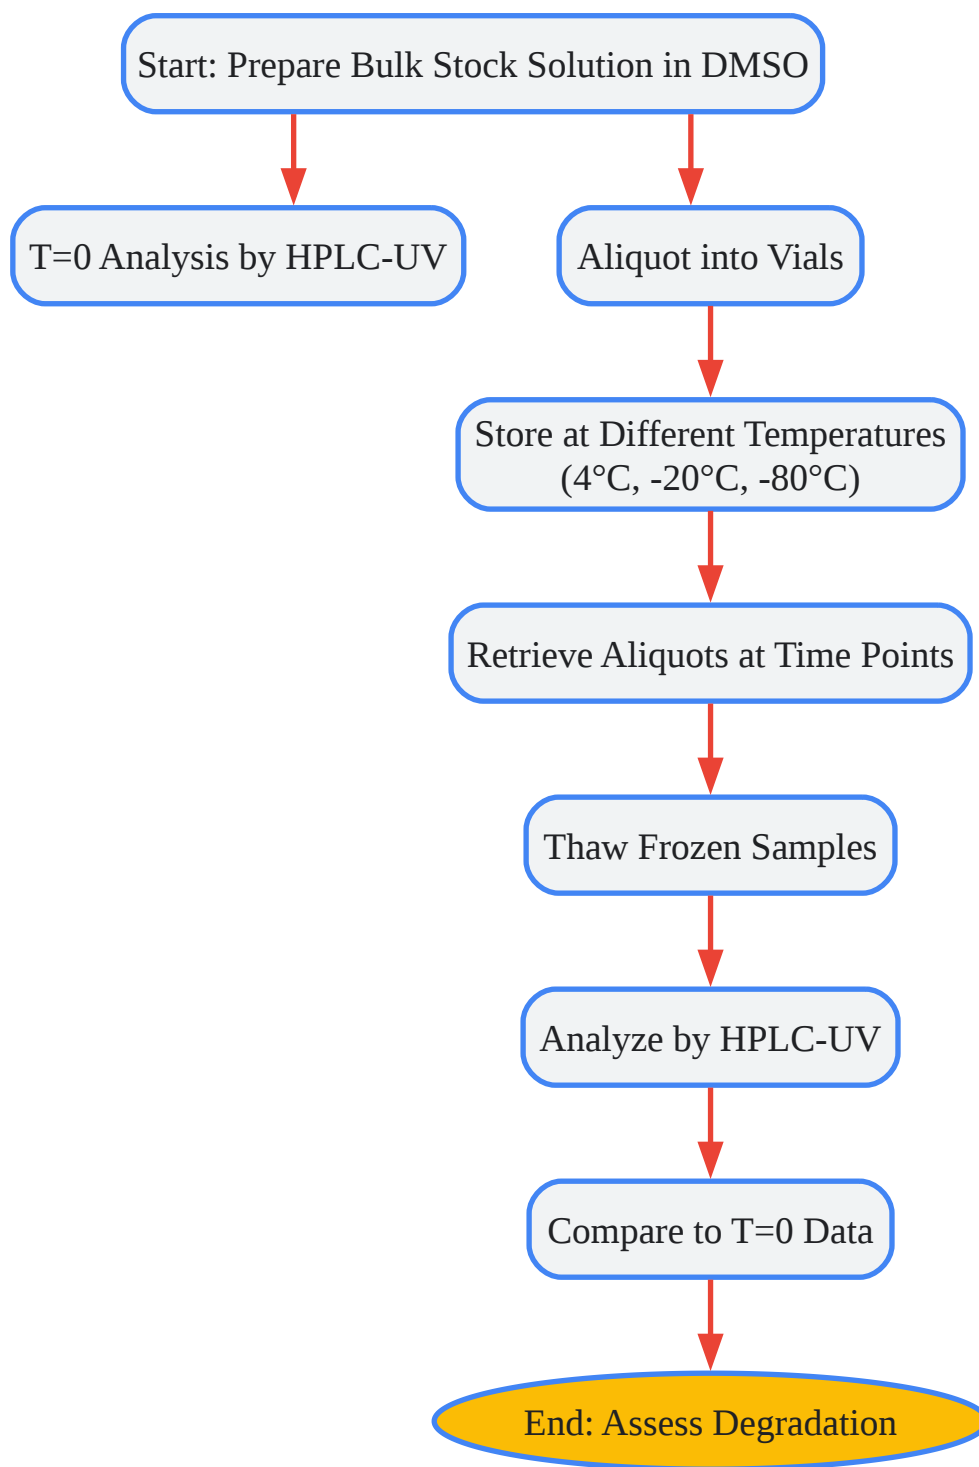 Start: Prepare Bulk Stock Solution in DMSO
T=0 Analysis by HPLC-UV
Aliquot into Vials
Store at Different Temperatures
(4°C, -20°C, -80°C)
Retrieve Aliquots at Time Points
Thaw Frozen Samples
Analyze by HPLC-UV
Compare to T=0 Data
End: Assess Degradation